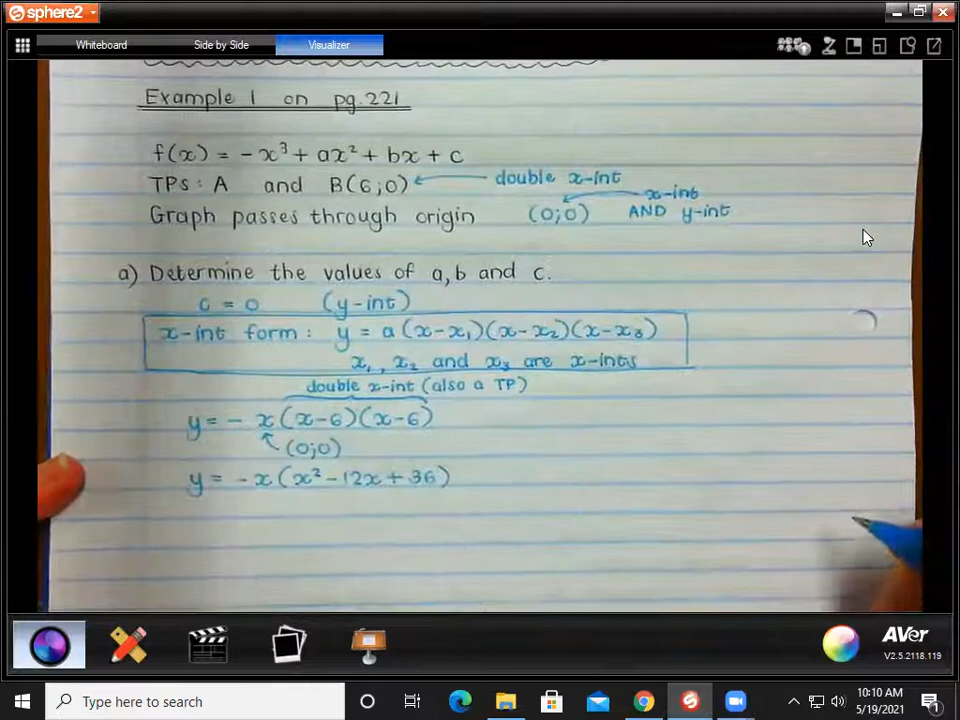 sphere2
Whiteboard Side by Side Visualizer
Example 1 on pg.221
f(x) = -x³ + ax² + bx + c
TPs: A and B(6;0) ← double x-int
Graph passes through origin (0;0) x-int AND y-int
a) Determine the values of a, b and c.
c = 0 (y-int)
x-int form: y = a(x-x₁)(x-x₂)(x-x₃)
x₁, x₂ and x₃ are x-ints
double x-int (also a TP)
y = - x(x-6)(x-6)
(0;0)
y = -x(x² - 12x + 36)
AVer
V2.5.2118.119
Type here to search
10:10 AM
5/19/2021
1